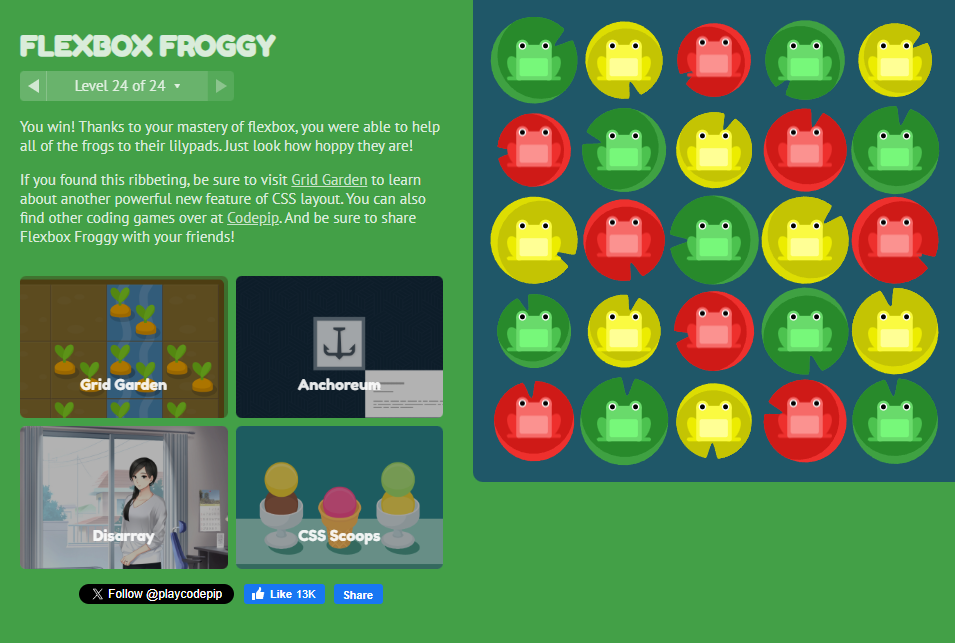 FLEXBOX FROGGY
Level 24 of 24
You win! Thanks to your mastery of flexbox, you were able to help
all of the frogs to their lilypads. Just look how hoppy they are!
If you found this ribbeting, be sure to visit Grid Garden to learn
about another powerful new feature of CSS layout. You can also
find other coding games over at Codepip. And be sure to share
Flexbox Froggy with your friends!
Grid Garden
Anchoreum
Disarray
CSS Scoops
Follow @playcodepip
Like 13K
Share